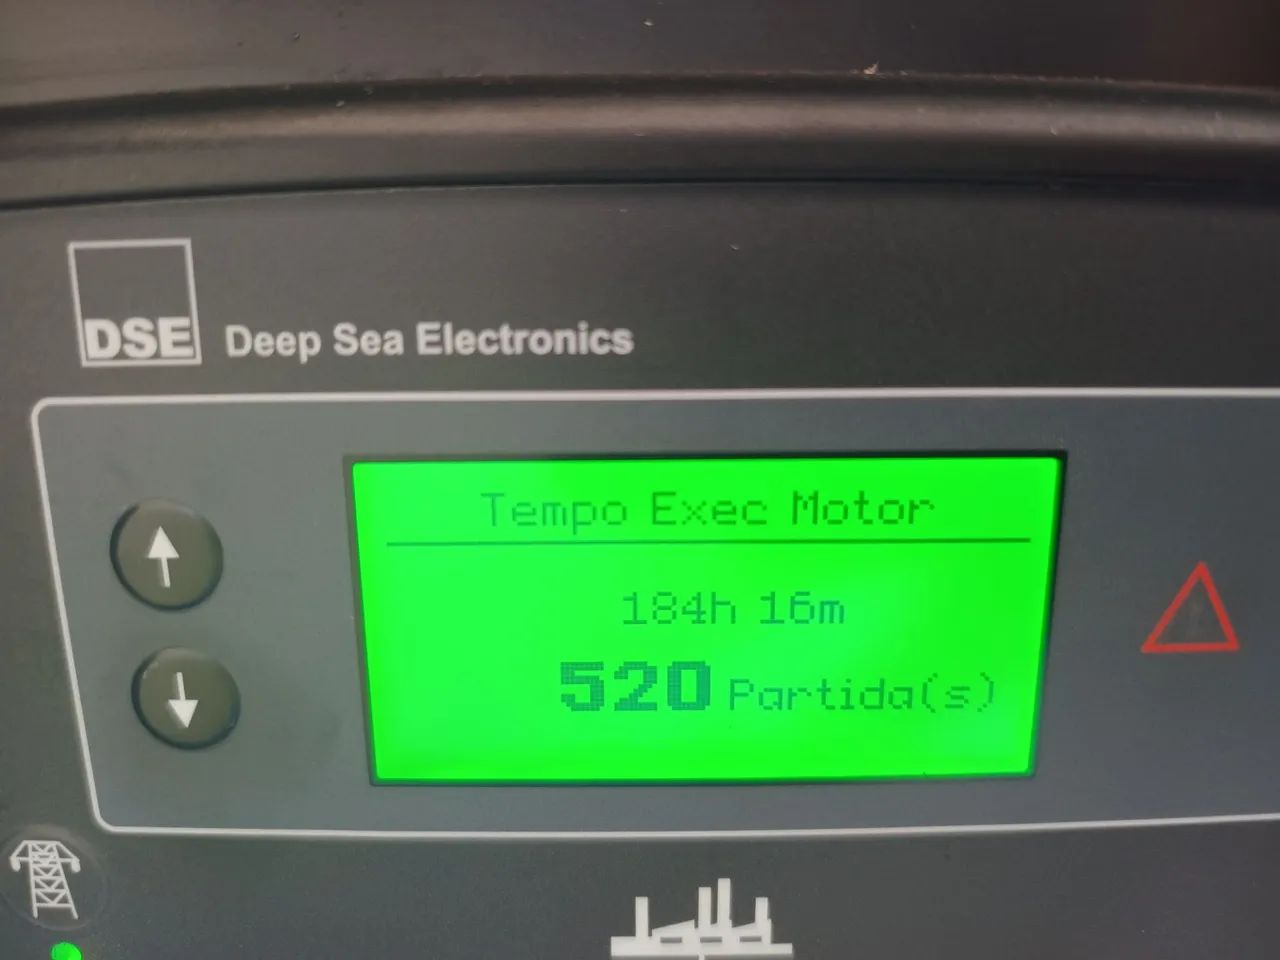 DSE Deep Sea Electronics
Tempo Exec Motor
184h 16m
520 Partida(s)